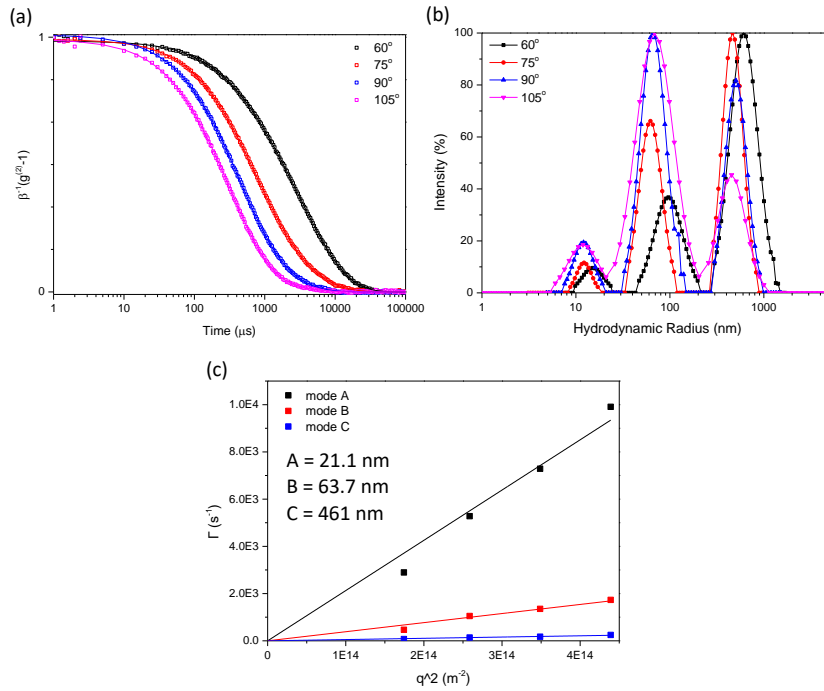 (a)
β⁻¹(g⁽²⁾-1)
1
0
60°
75°
90°
105°
1 10 100 1000 10000 100000
Time (μs)
(b)
Intensity (%)
100
80
60
40
20
0
60°
75°
90°
105°
1 10 100 1000
Hydrodynamic Radius (nm)
(c)
Γ (s⁻¹)
1.0E4
8.0E3
6.0E3
4.0E3
2.0E3
0.0
mode A
mode B
mode C
A = 21.1 nm
B = 63.7 nm
C = 461 nm
0 1E14 2E14 3E14 4E14
q^2 (m⁻²)